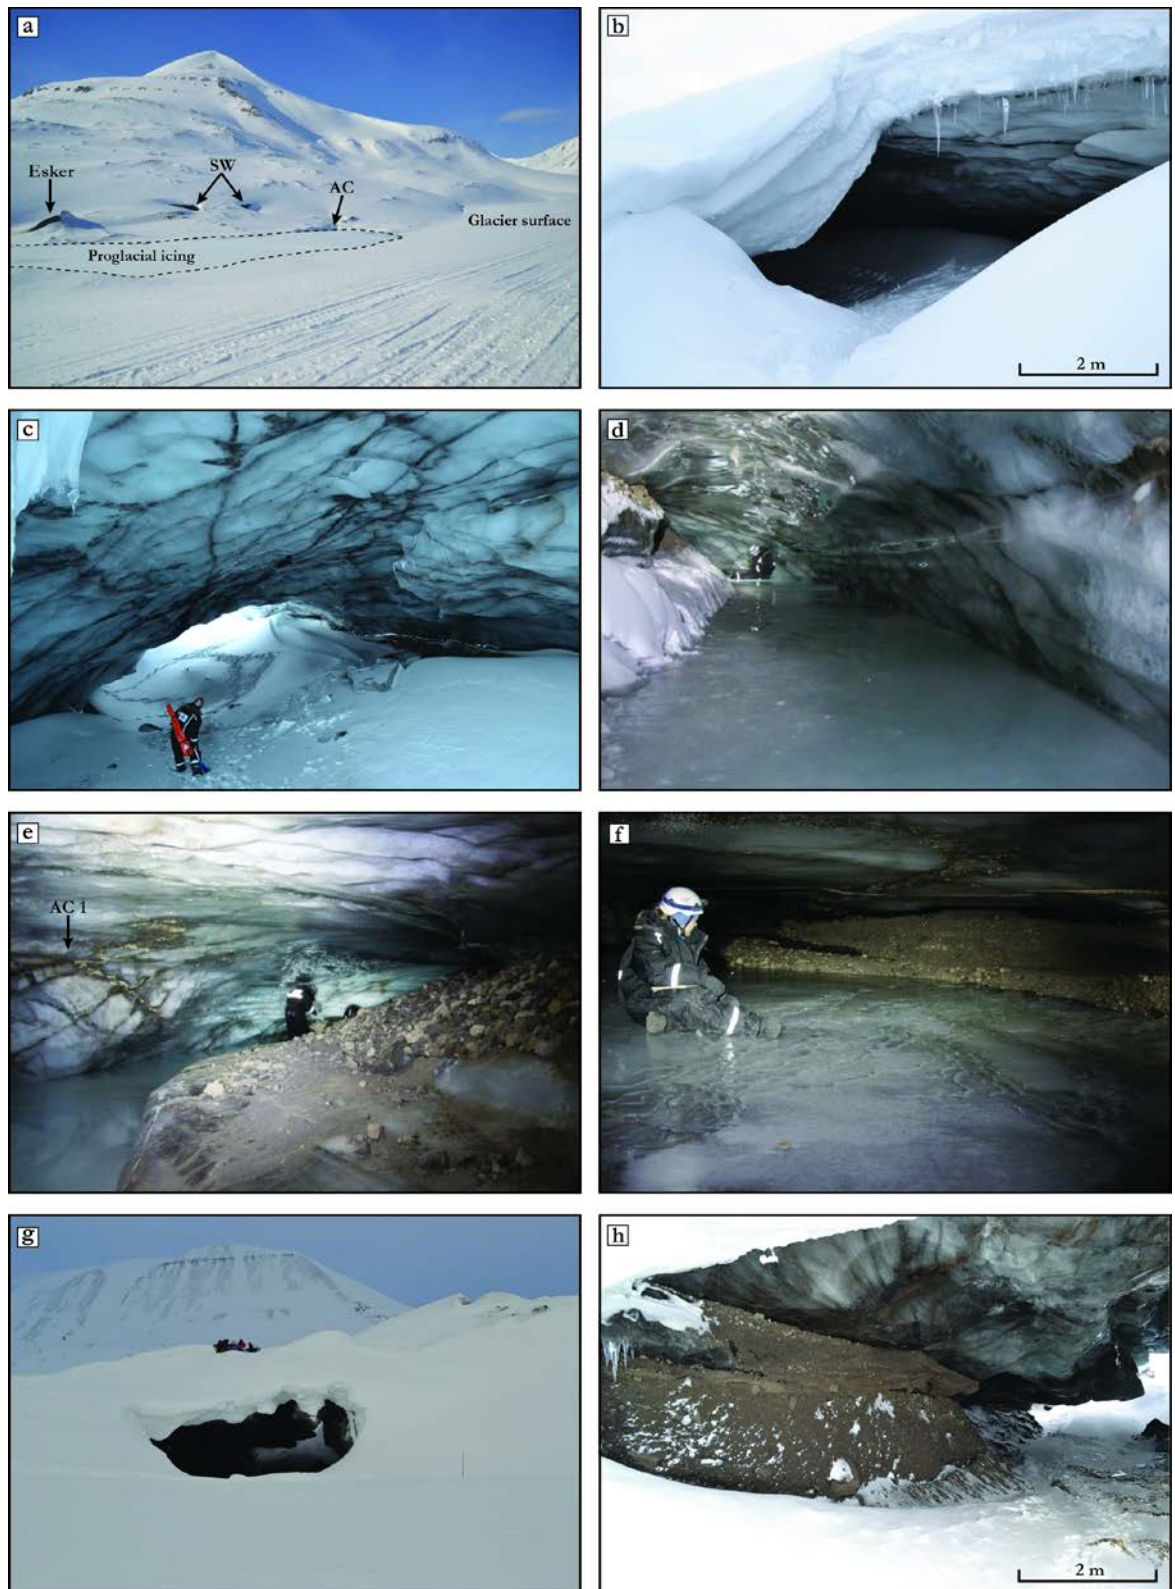 a
SW
Esker
AC
Glacier surface
Proglacial icing
b
2 m
c
d
e
AC 1
f
g
h
2 m